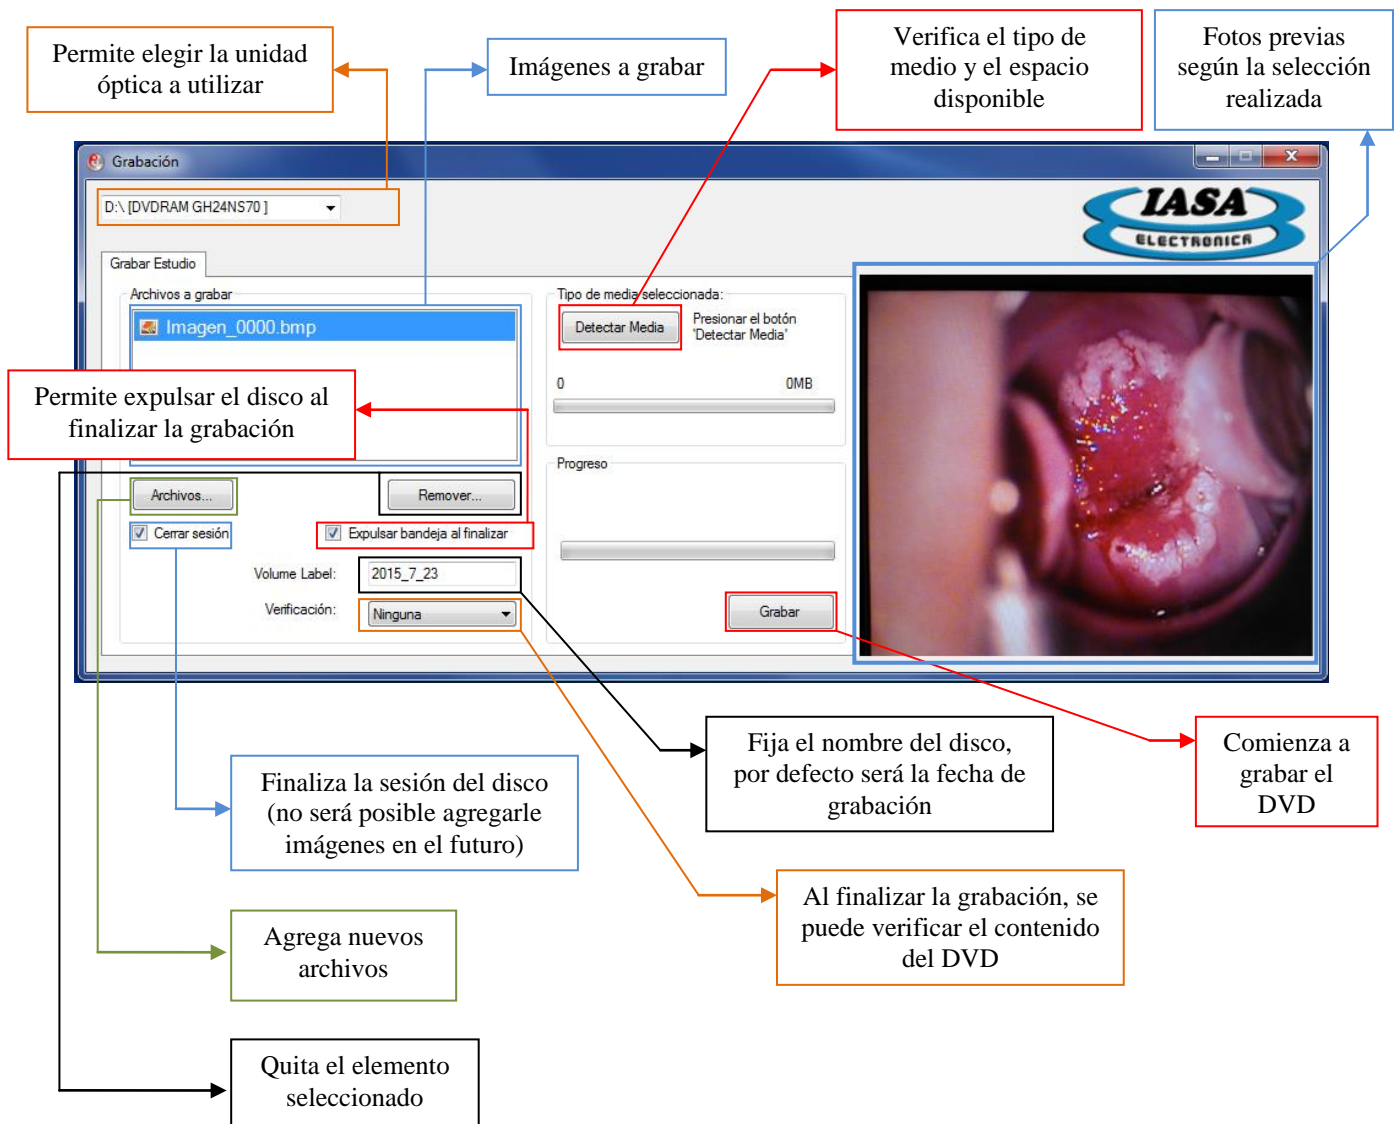 Permite elegir la unidad
óptica a utilizar
Imágenes a grabar
Verifica el tipo de
medio y el espacio
disponible
Fotos previas
según la selección
realizada
Grabación
D:\ [DVDRAM GH24NS70 ]
IASA
ELECTRONICA
Grabar Estudio
Archivos a grabar
Imagen_0000.bmp
Tipo de media seleccionada:
Detectar Media
Presionar el botón
'Detectar Media'
0 0MB
Permite expulsar el disco al
finalizar la grabación
Progreso
Archivos...
Remover...
Cerrar sesión
Expulsar bandeja al finalizar
Volume Label: 2015_7_23
Verificación: Ninguna
Grabar
Finaliza la sesión del disco
(no será posible agregarle
imágenes en el futuro)
Fija el nombre del disco,
por defecto será la fecha de
grabación
Comienza a
grabar el
DVD
Al finalizar la grabación, se
puede verificar el contenido
del DVD
Agrega nuevos
archivos
Quita el elemento
seleccionado